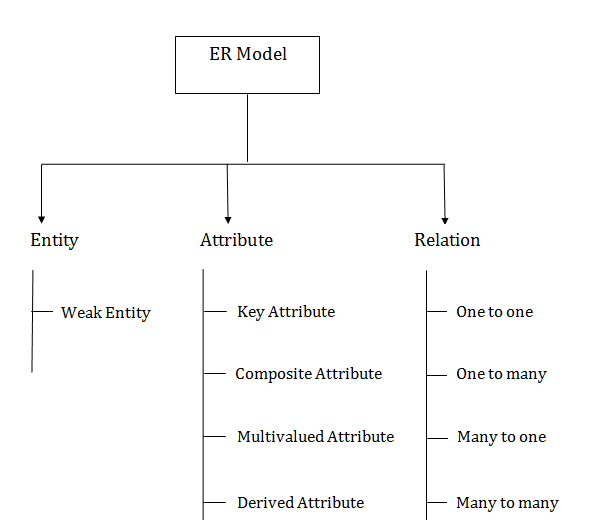 ER Model
Entity
Attribute
Relation
Weak Entity
Key Attribute
One to one
Composite Attribute
One to many
Multivalued Attribute
Many to one
Derived Attribute
Many to many